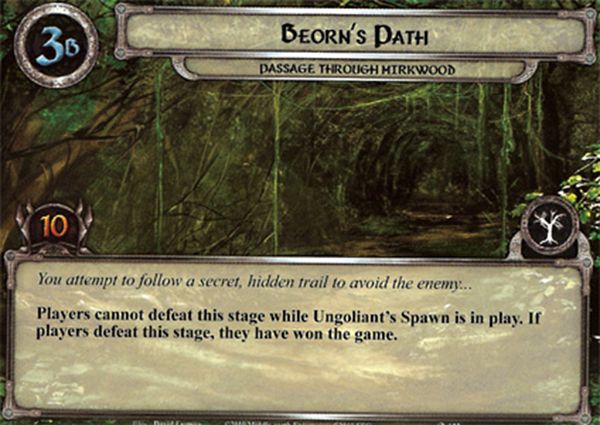 3B
BEORN'S PATH
PASSAGE THROUGH MIRKWOOD
10
You attempt to follow a secret, hidden trail to avoid the enemy...
Players cannot defeat this stage while Ungoliant's Spawn is in play. If
players defeat this stage, they have won the game.